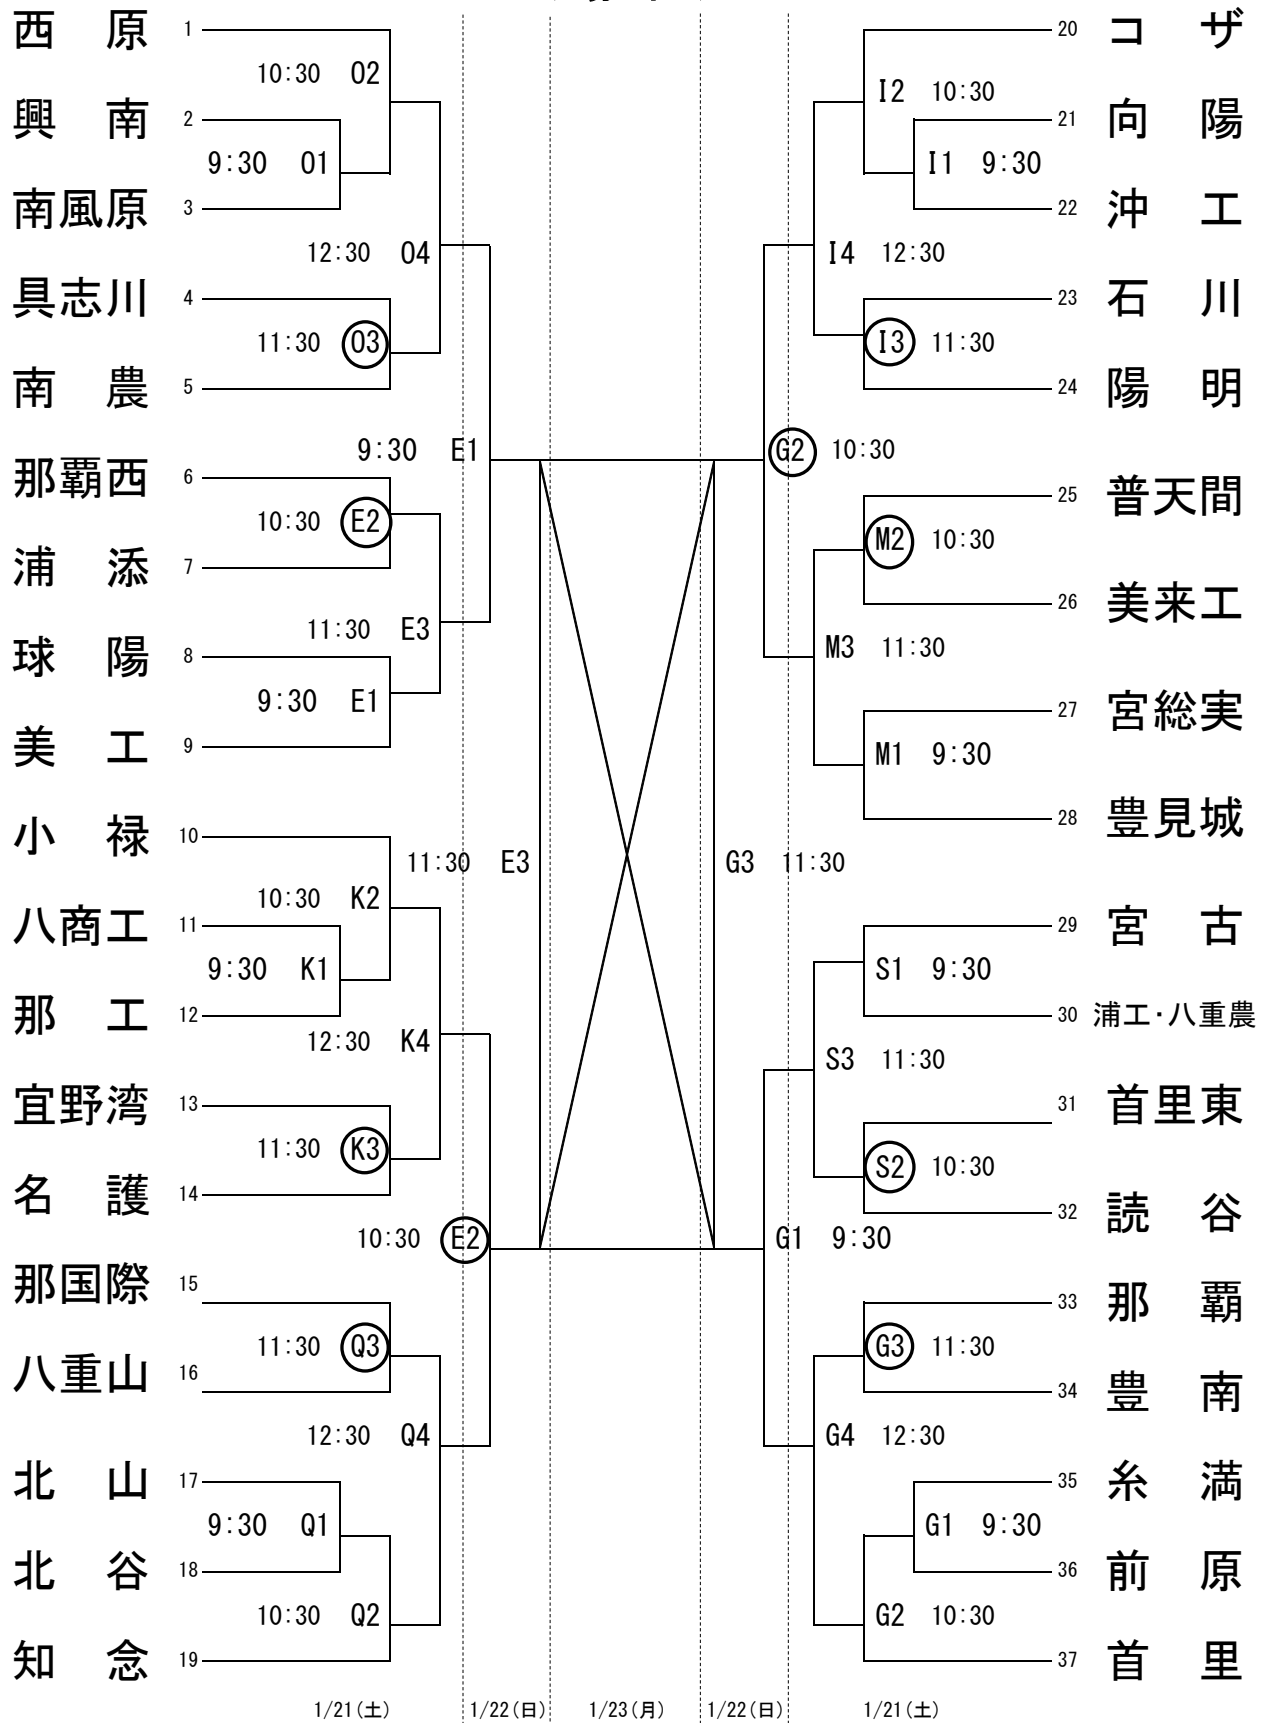 西原 1
10:30 O2
興南 2
9:30 O1
南風原 3
12:30 O4
具志川 4
11:30 O3
南農 5
9:30 E1
那覇西 6
10:30 E2
浦添 7
11:30 E3
球陽 8
9:30 E1
美工 9
小禄 10
11:30 E3
10:30 K2
八商工 11
9:30 K1
那工 12
12:30 K4
宜野湾 13
11:30 K3
名護 14
10:30 E2
那国際 15
11:30 Q3
八重山 16
12:30 Q4
北山 17
9:30 Q1
北谷 18
10:30 Q2
知念 19
20 コザ
I2 10:30
21 向陽
I1 9:30
22 沖工
I4 12:30
23 石川
I3 11:30
24 陽明
G2 10:30
25 普天間
M2 10:30
26 美来工
M3 11:30
27 宮総実
M1 9:30
28 豊見城
G3 11:30
29 宮古
S1 9:30
30 浦工・八重農
S3 11:30
31 首里東
S2 10:30
32 読谷
G1 9:30
33 那覇
G3 11:30
34 豊南
G4 12:30
35 糸満
G1 9:30
36 前原
G2 10:30
37 首里
1/21(土) 1/22(日) 1/23(月) 1/22(日) 1/21(土)